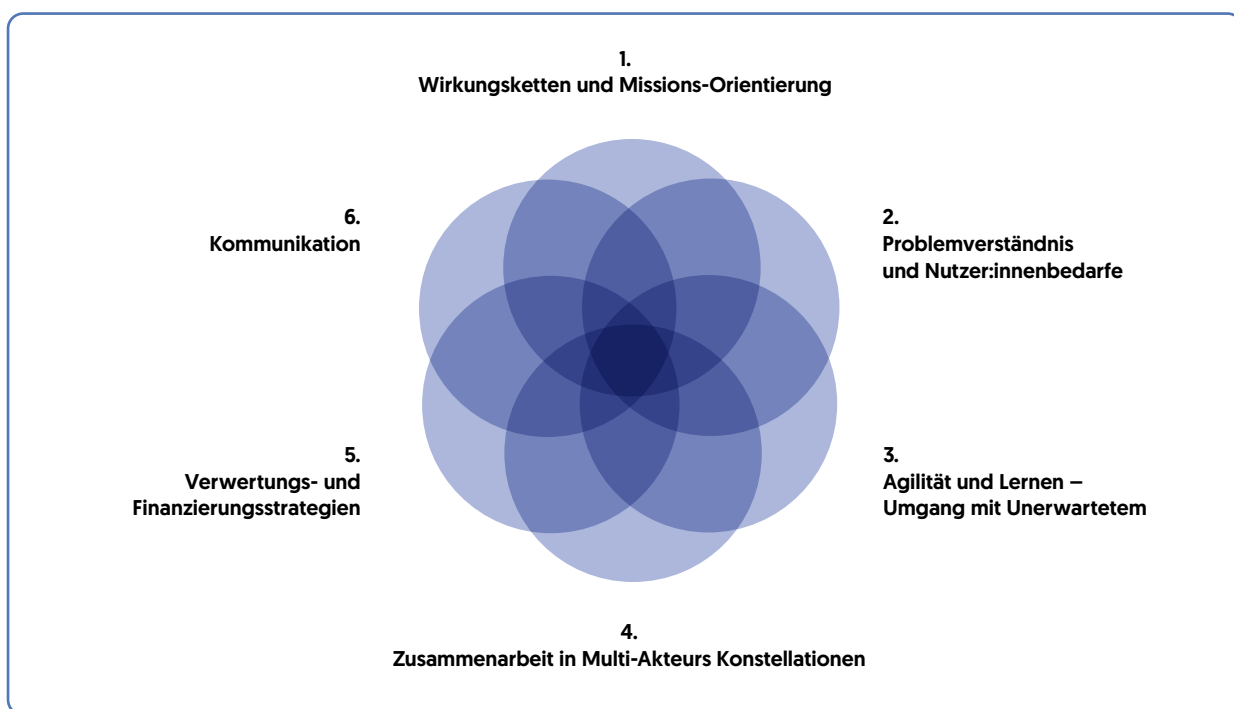 1.
Wirkungsketten und Missions-Orientierung
2.
Problemverständnis
und Nutzer:innenbedarfe
3.
Agilität und Lernen –
Umgang mit Unerwartetem
4.
Zusammenarbeit in Multi-Akteurs Konstellationen
5.
Verwertungs- und
Finanzierungsstrategien
6.
Kommunikation